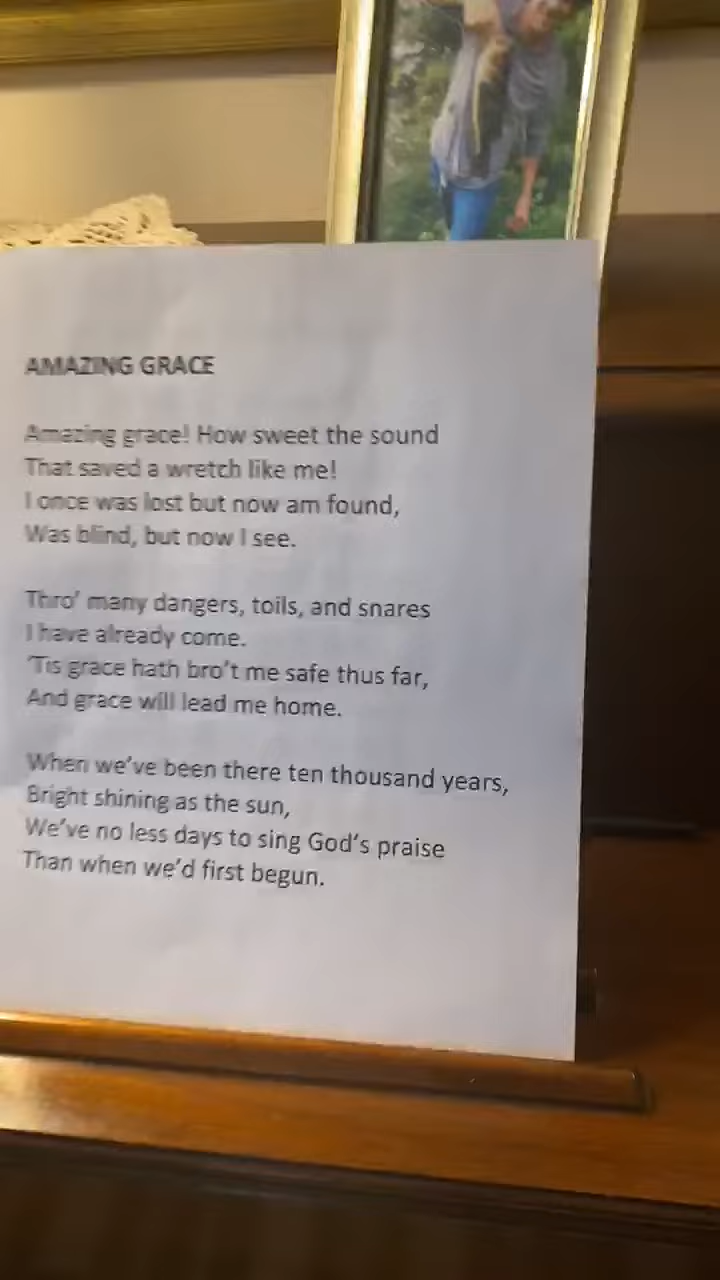 AMAZING GRACE
Amazing grace! How sweet the sound
That saved a wretch like me!
I once was lost but now am found,
Was blind, but now I see.
Thro' many dangers, toils, and snares
I have already come.
'Tis grace hath bro't me safe thus far,
And grace will lead me home.
When we've been there ten thousand years,
Bright shining as the sun,
We've no less days to sing God's praise
Than when we'd first begun.